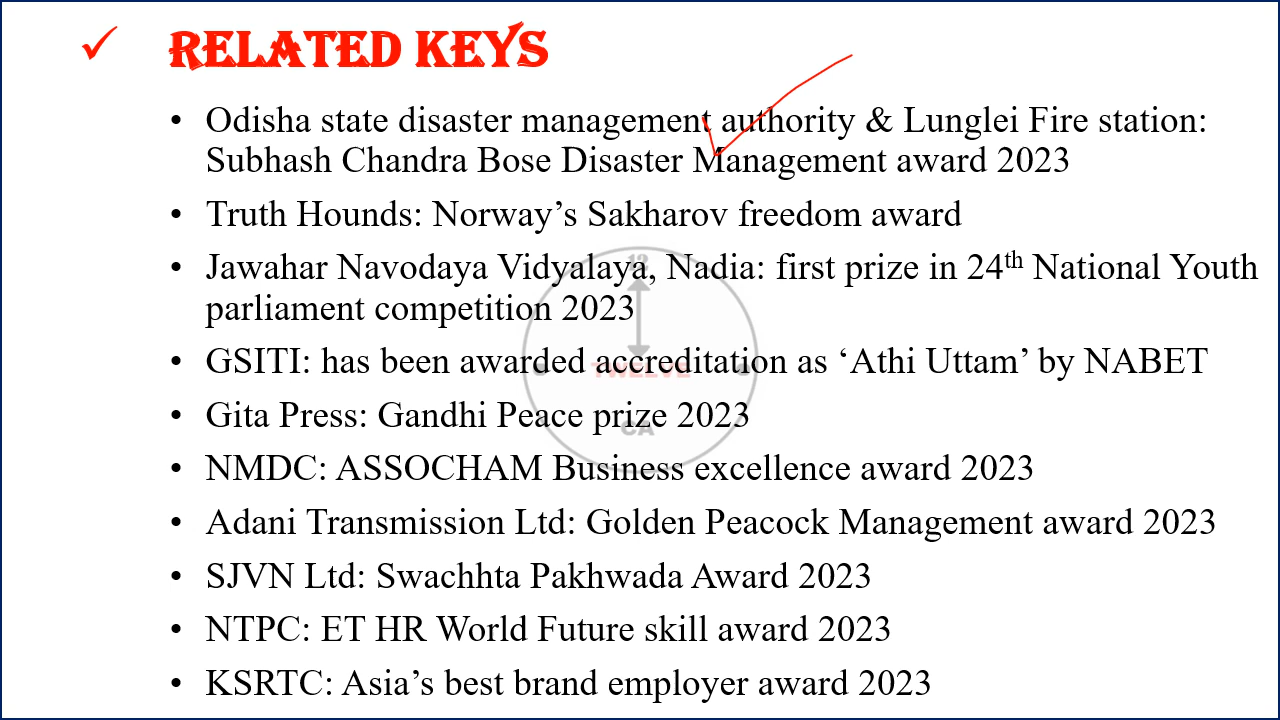 ✓ RELATED KEYS
• Odisha state disaster management authority & Lunglei Fire station:
Subhash Chandra Bose Disaster Management award 2023
• Truth Hounds: Norway’s Sakharov freedom award
• Jawahar Navodaya Vidyalaya, Nadia: first prize in 24th National Youth
parliament competition 2023
• GSITI: has been awarded accreditation as ‘Athi Uttam’ by NABET
• Gita Press: Gandhi Peace prize 2023
• NMDC: ASSOCHAM Business excellence award 2023
• Adani Transmission Ltd: Golden Peacock Management award 2023
• SJVN Ltd: Swachhta Pakhwada Award 2023
• NTPC: ET HR World Future skill award 2023
• KSRTC: Asia’s best brand employer award 2023
12
TWELVE
CA